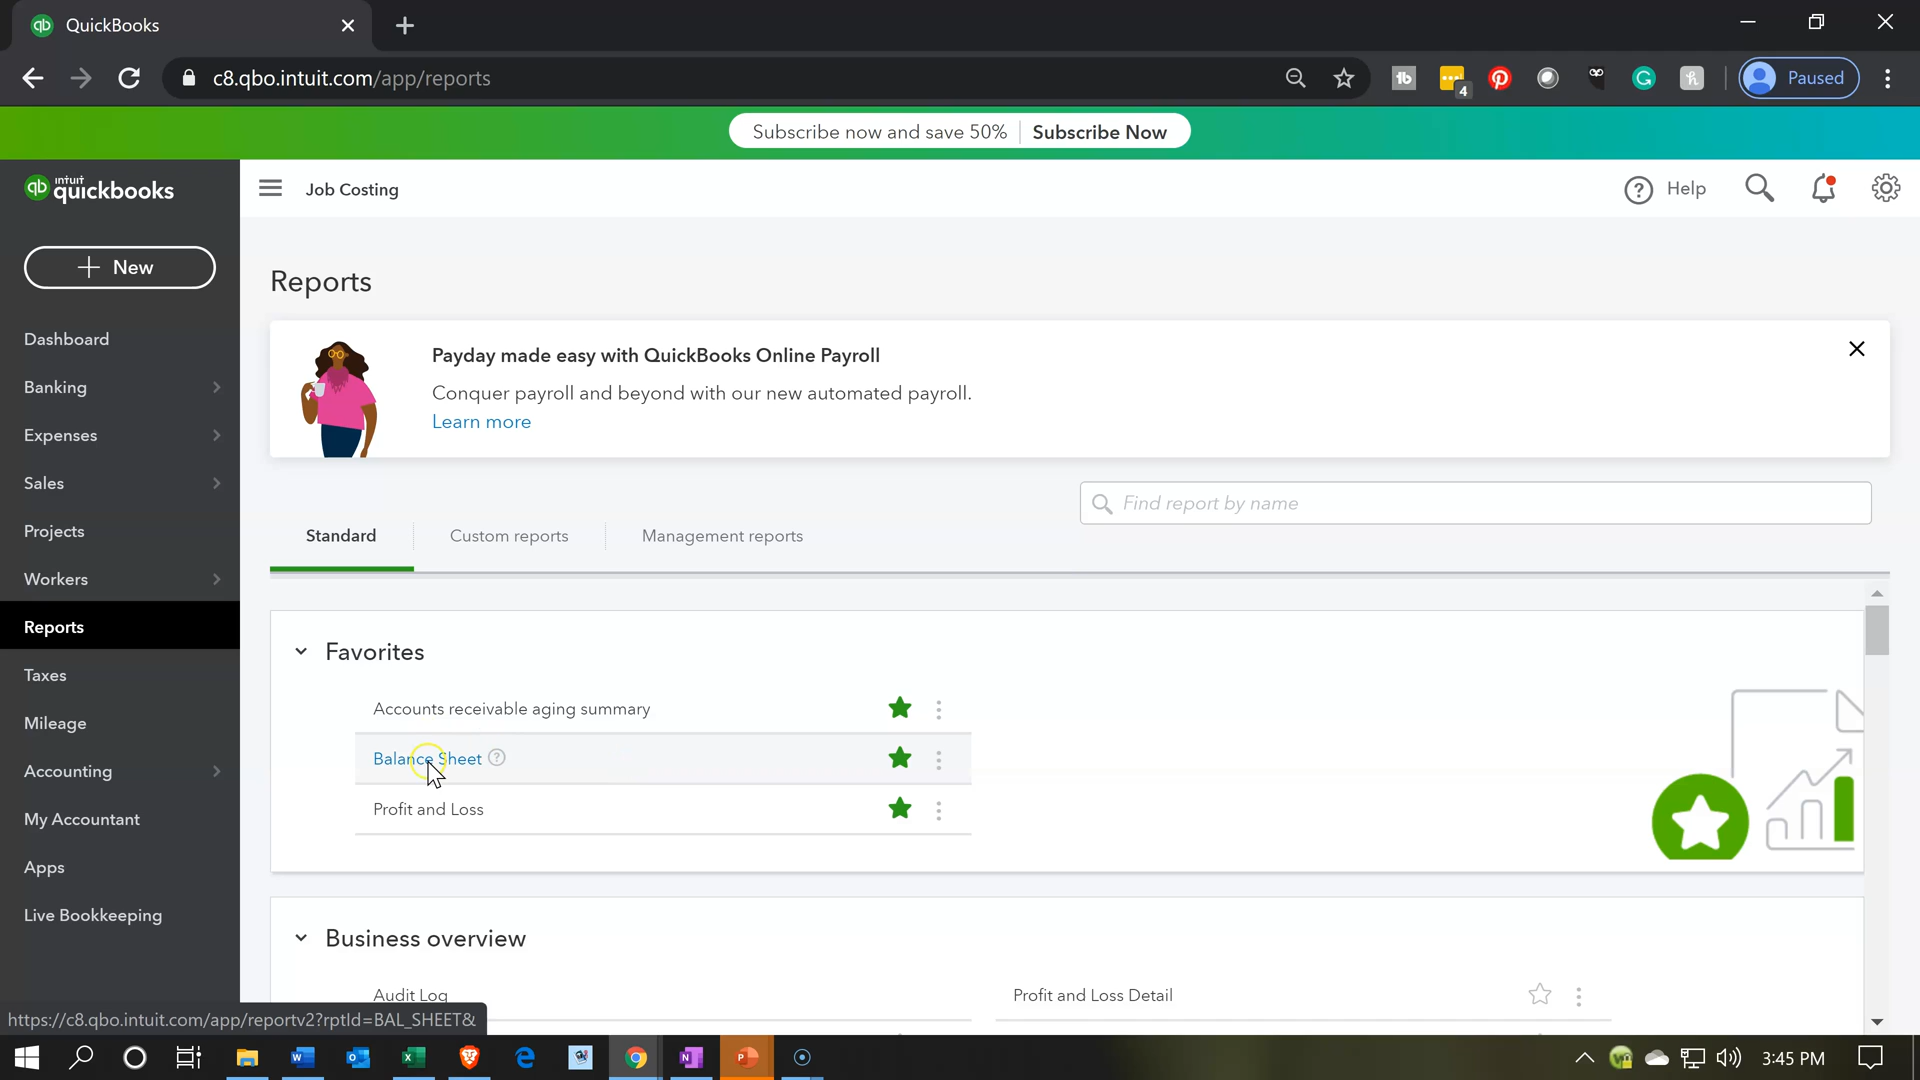 QuickBooks
c8.qbo.intuit.com/app/reports
4
Paused
Subscribe now and save 50% Subscribe Now
intuit quickbooks
Job Costing
Help
New
Reports
Payday made easy with QuickBooks Online Payroll
Conquer payroll and beyond with our new automated payroll.
Learn more
Dashboard
Banking
Expenses
Sales
Projects
Workers
Reports
Taxes
Mileage
Accounting
My Accountant
Apps
Live Bookkeeping
Find report by name
Standard
Custom reports
Management reports
Favorites
Accounts receivable aging summary
Balance Sheet
Profit and Loss
Business overview
Audit Log
Profit and Loss Detail
https://c8.qbo.intuit.com/app/reportv2?rptId=BAL_SHEET&
3:45 PM